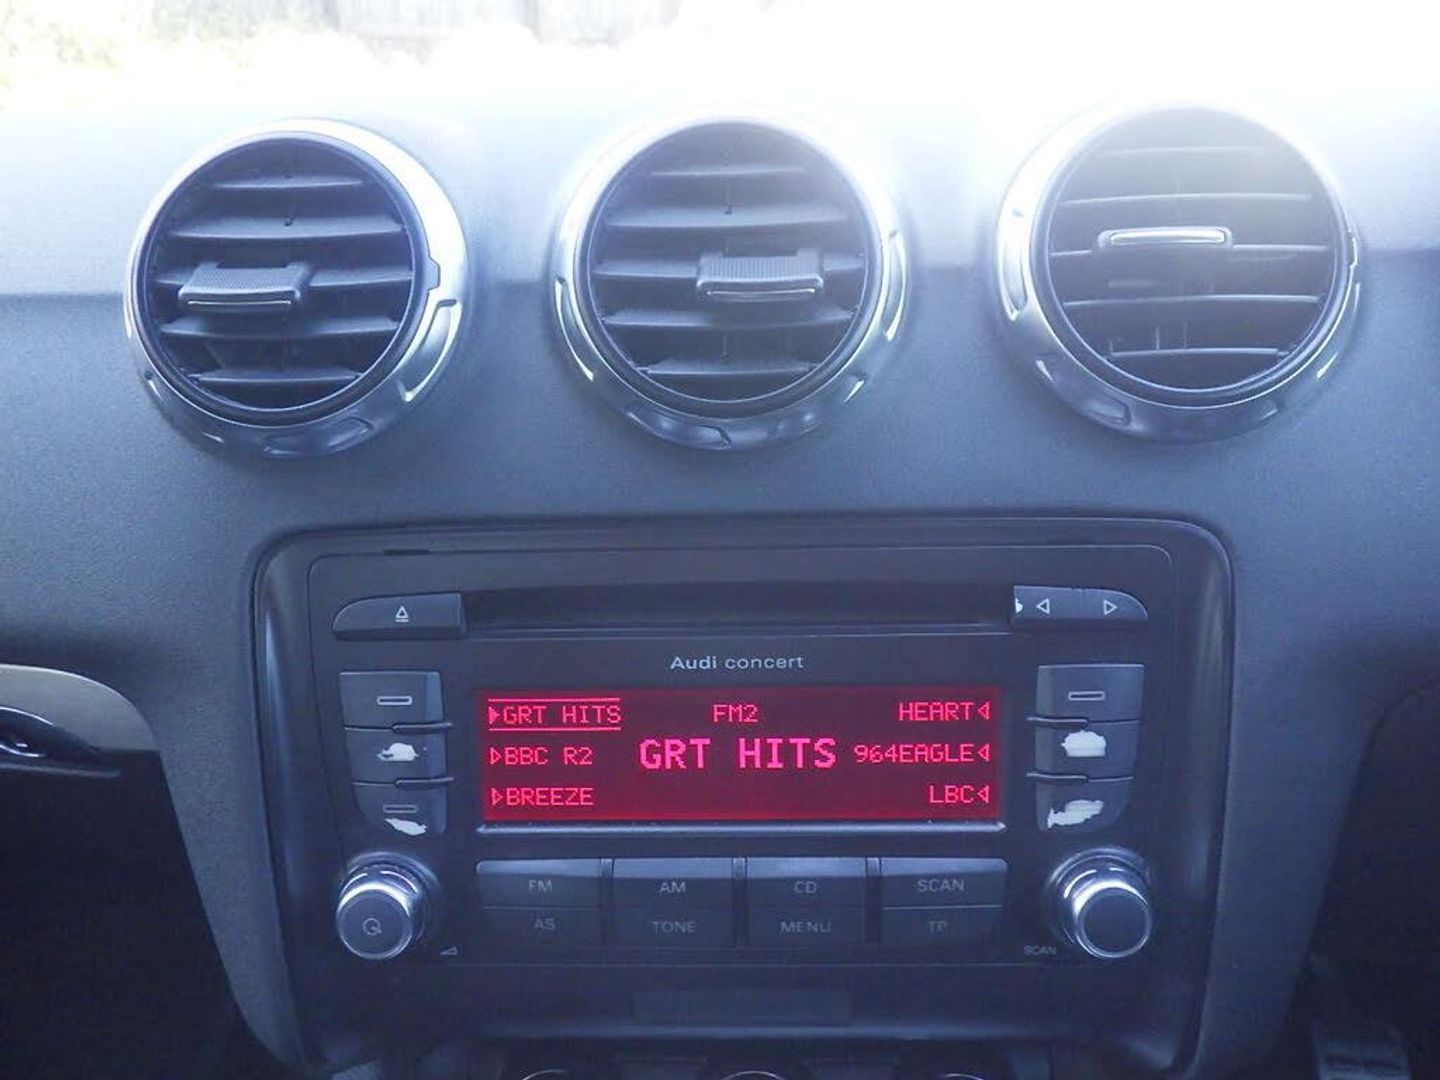 Audi concert
GRT HITS FM2 HEART
BBC R2 GRT HITS 964EAGLE
BREEZE LBC
FM AM CD SCAN
AS TONE MENU TP
SCAN